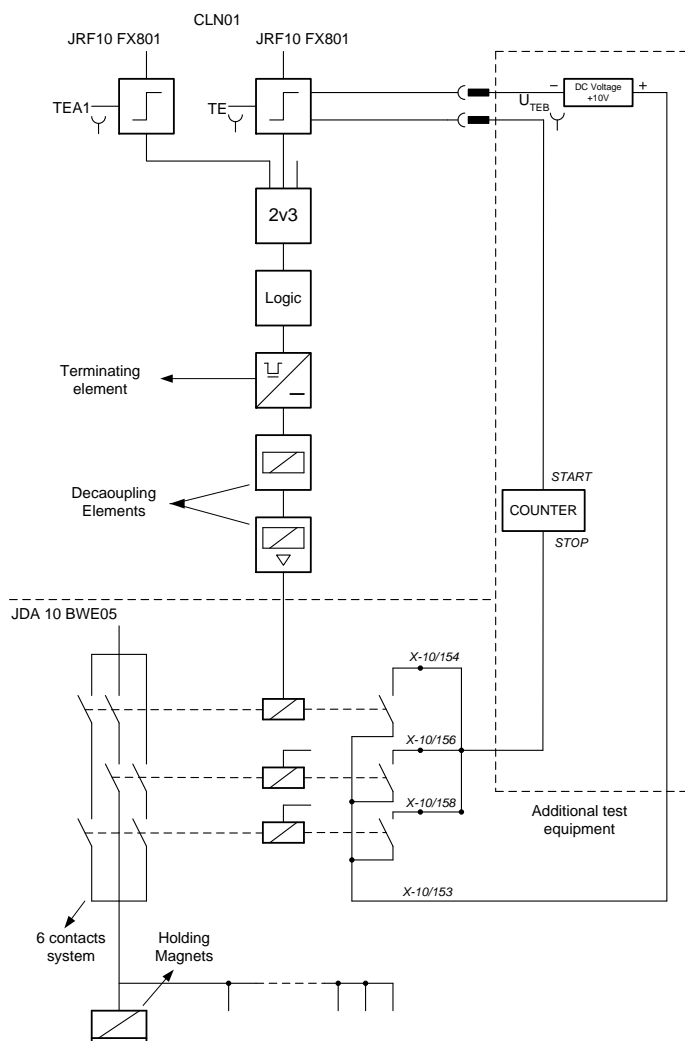 CLN01
JRF10 FX801
JRF10 FX801
TEA1
TE
−
DC Voltage
+10V
+
UTEB
2v3
Logic
Terminating
element
Decaoupling
Elements
START
COUNTER
STOP
JDA 10 BWE05
X-10/154
X-10/156
X-10/158
Additional test
equipment
X-10/153
6 contacts
system
Holding
Magnets